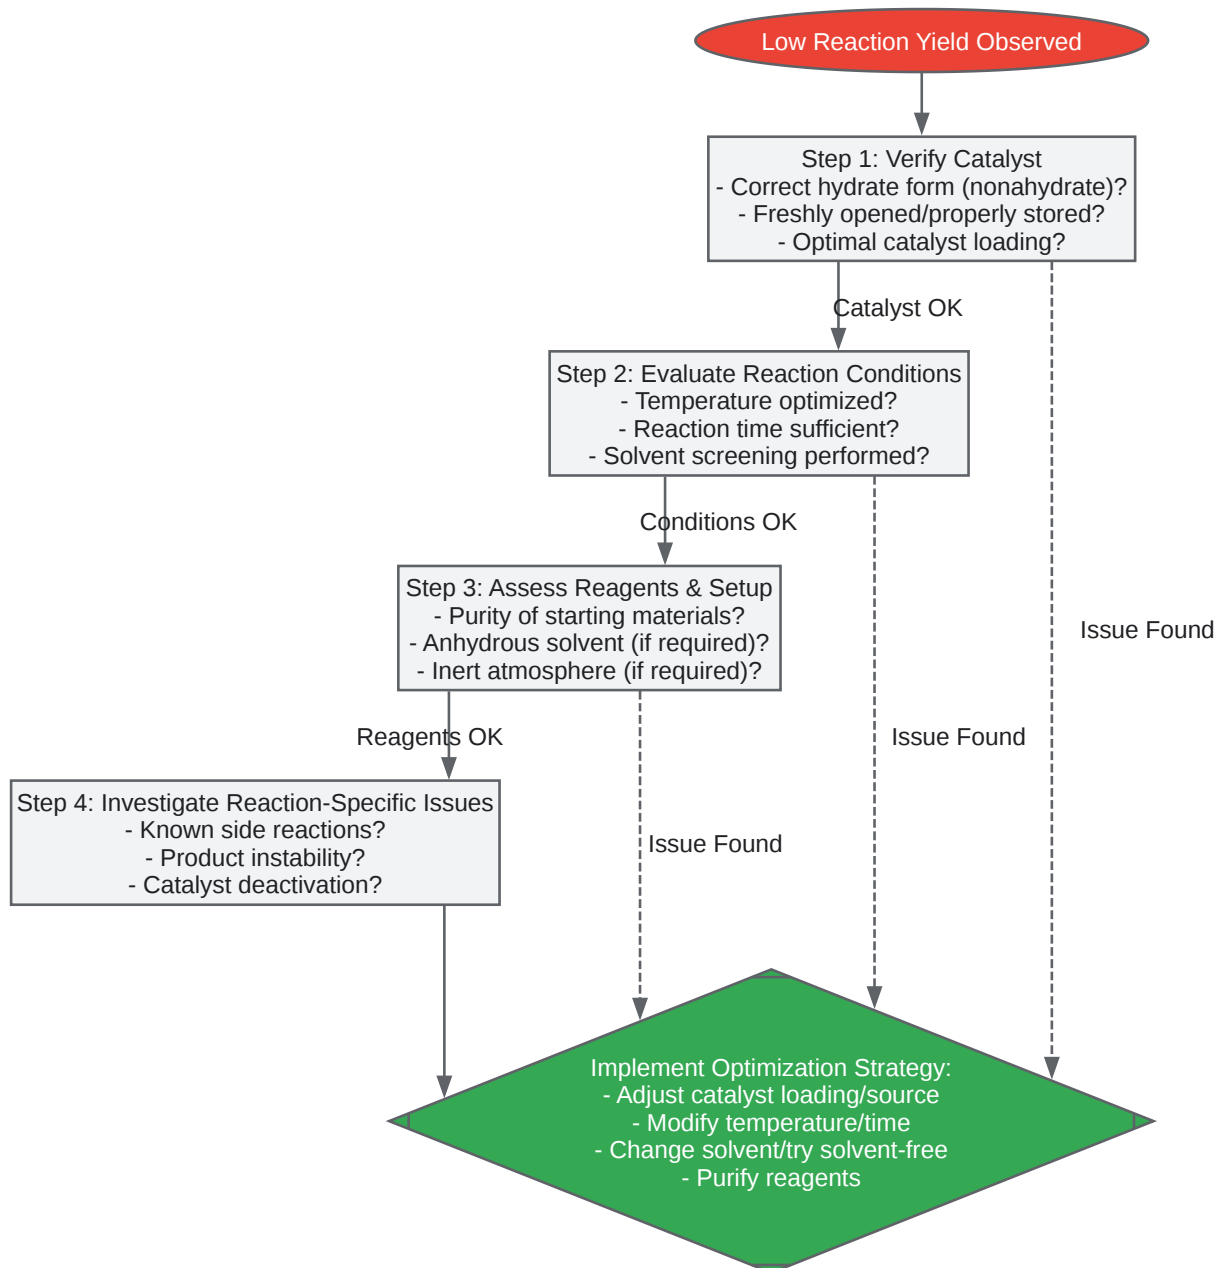 Low Reaction Yield Observed
Step 1: Verify Catalyst
- Correct hydrate form (nonahydrate)?
- Freshly opened/properly stored?
- Optimal catalyst loading?
Catalyst OK
Step 2: Evaluate Reaction Conditions
- Temperature optimized?
- Reaction time sufficient?
- Solvent screening performed?
Conditions OK
Step 3: Assess Reagents & Setup
- Purity of starting materials?
- Anhydrous solvent (if required)?
- Inert atmosphere (if required)?
Issue Found
Reagents OK
Issue Found
Step 4: Investigate Reaction-Specific Issues
- Known side reactions?
- Product instability?
- Catalyst deactivation?
Issue Found
Implement Optimization Strategy:
- Adjust catalyst loading/source
- Modify temperature/time
- Change solvent/try solvent-free
- Purify reagents